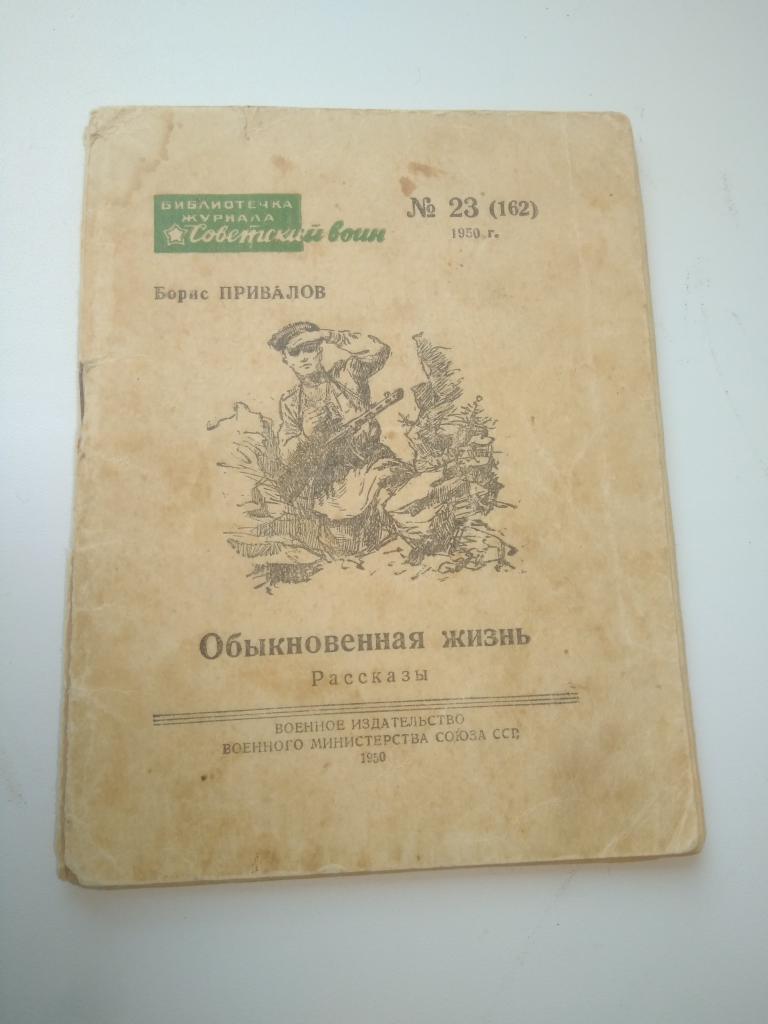 БИБЛИОТЕЧКА
ЖУРНАЛА
Советский воин
№ 23 (162)
1950 г.
Борис ПРИВАЛОВ
Обыкновенная жизнь
Рассказы
ВОЕННОЕ ИЗДАТЕЛЬСТВО
ВОЕННОГО МИНИСТЕРСТВА СОЮЗА ССР
1950